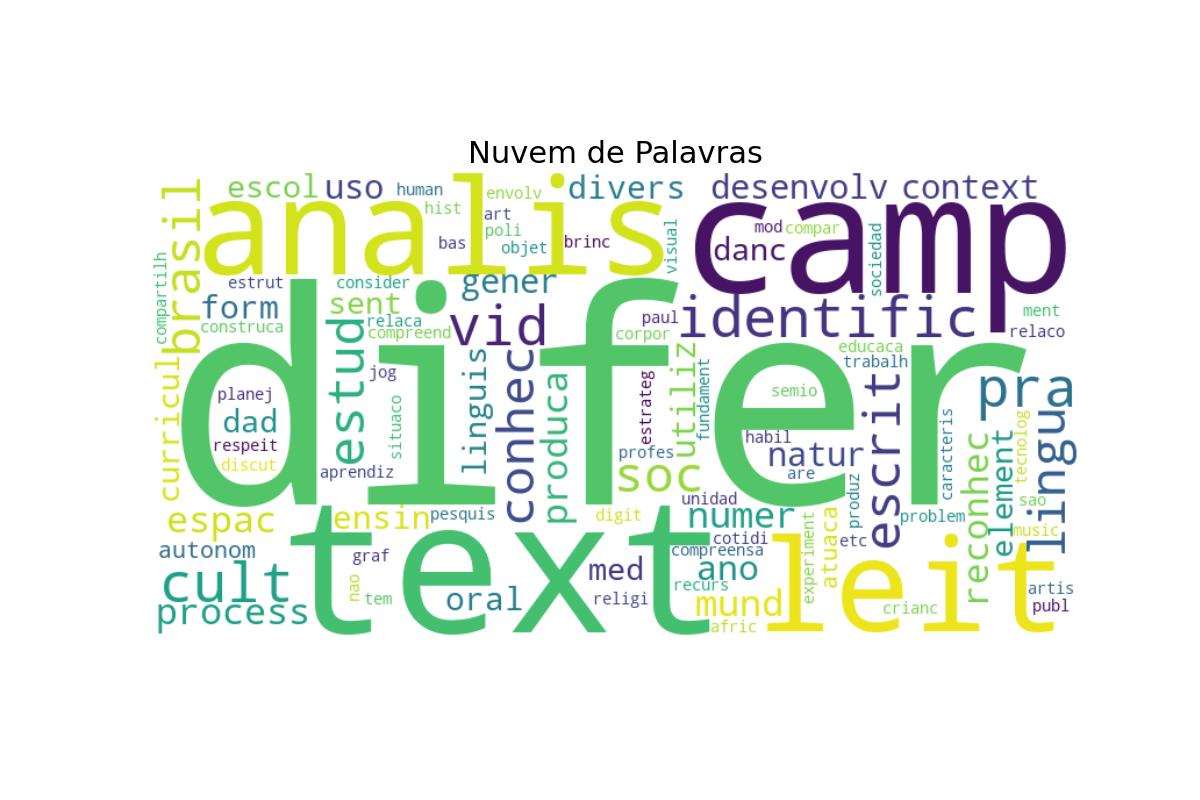 Nuvem de Palavras
escol
uso
human
envolv
divers
desenvolv
context
brasil
analis
hist
art
poli
objet
bas
brinc
visual
camp
danc
mod
compar
sociedad
compartilh
estrut
consider
gener
form
sent
construca
relaca
compreend
vid
paul
corpor
identific
ment
relaco
difer
curricul
planej
dad
respeit
discut
estud
jog
situaco
aprendiz
linguis
conhec
produca
estrateg
utiliz
fundament
profes
soc
educaca
trabalh
semio
habil
natur
are
escrit
pra
caracteris
reconhec
element
tecnolog
lingu
sao
music
espac
ensin
pesquis
digit
unidad
numer
cotidi
compreensa
experiment
atuaca
produz
etc
problem
autonom
graf
cult
process
nao
tem
text
oral
med
religi
ano
recurs
mund
afric
leit
crianc
artis
publ